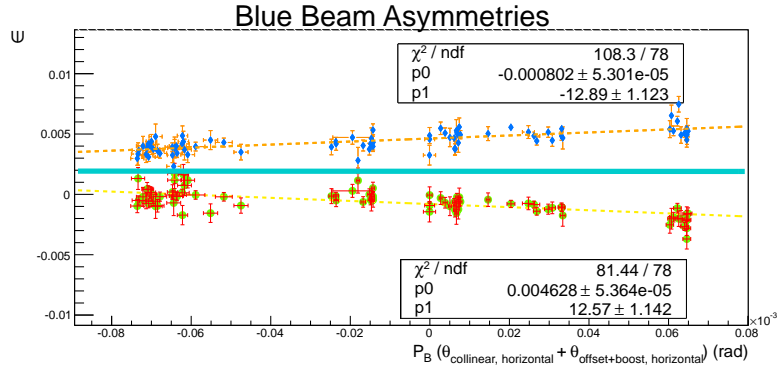 Blue Beam Asymmetries
∈
χ² / ndf 108.3 / 78
p0 -0.000802 ± 5.301e-05
p1 -12.89 ± 1.123
0.01
0.005
0
-0.005
-0.01
χ² / ndf 81.44 / 78
p0 0.004628 ± 5.364e-05
p1 12.57 ± 1.142
-0.08 -0.06 -0.04 -0.02 0 0.02 0.04 0.06 0.08
×10⁻³
P_B (θ_collinear, horizontal + θ_offset+boost, horizontal) (rad)